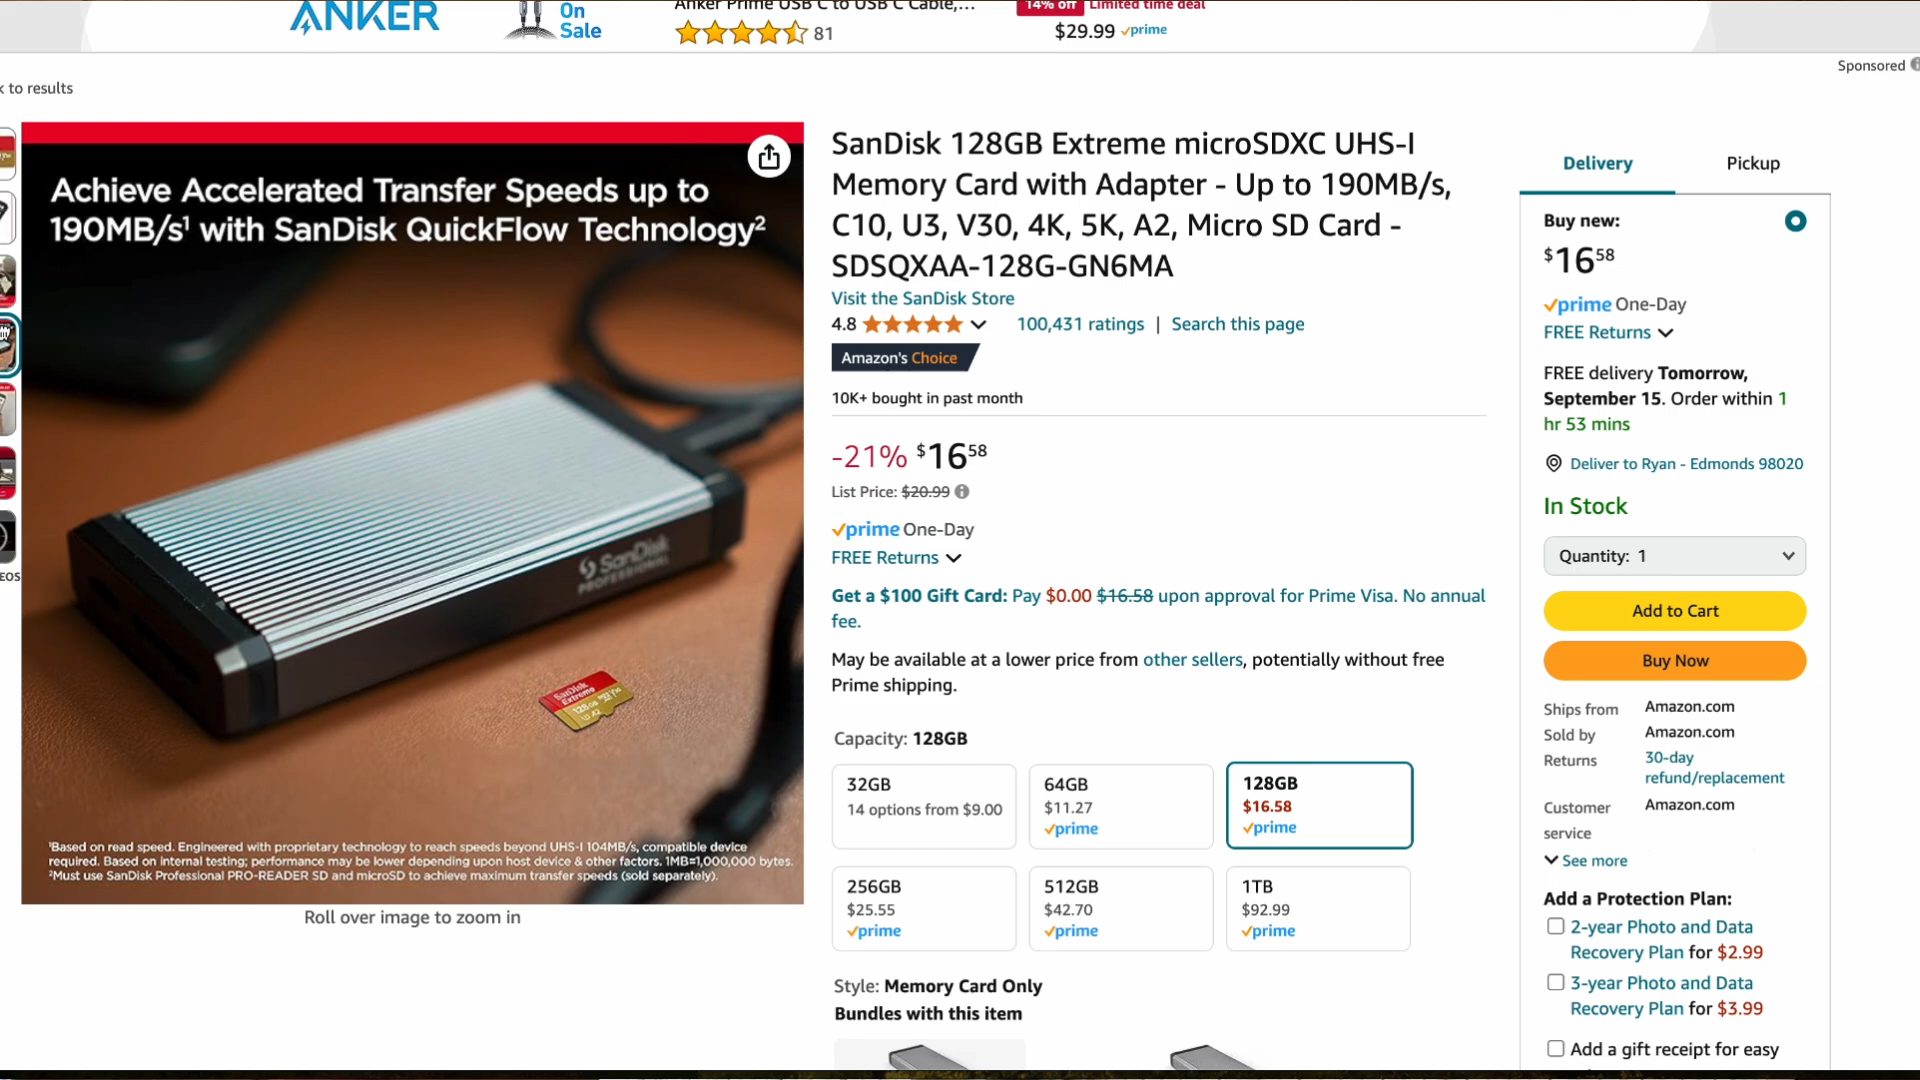 ANKER
On
Sale
Anker Prime USB C to USB C Cable,...
81
14% off Limited time deal
$29.99 prime
Sponsored
to results
Achieve Accelerated Transfer Speeds up to
190MB/s¹ with SanDisk QuickFlow Technology²
SanDisk
PROFESSIONAL
SanDisk
Extreme
128GB
¹Based on read speed. Engineered with proprietary technology to reach speeds beyond UHS-I 104MB/s, compatible device
required. Based on internal testing; performance may be lower depending upon host device & other factors. 1MB=1,000,000 bytes.
²Must use SanDisk Professional PRO-READER SD and microSD to achieve maximum transfer speeds (sold separately).
Roll over image to zoom in
SanDisk 128GB Extreme microSDXC UHS-I
Memory Card with Adapter - Up to 190MB/s,
C10, U3, V30, 4K, 5K, A2, Micro SD Card -
SDSQXAA-128G-GN6MA
Visit the SanDisk Store
4.8 100,431 ratings | Search this page
Amazon's Choice
10K+ bought in past month
-21% $16 58
List Price: $20.99
prime One-Day
FREE Returns
Get a $100 Gift Card: Pay $0.00 $16.58 upon approval for Prime Visa. No annual
fee.
May be available at a lower price from other sellers, potentially without free
Prime shipping.
Capacity: 128GB
32GB
14 options from $9.00
64GB
$11.27
prime
128GB
$16.58
prime
256GB
$25.55
prime
512GB
$42.70
prime
1TB
$92.99
prime
Style: Memory Card Only
Bundles with this item
Delivery Pickup
Buy new:
$16 58
prime One-Day
FREE Returns
FREE delivery Tomorrow,
September 15. Order within 1
hr 53 mins
Deliver to Ryan - Edmonds 98020
In Stock
Quantity: 1
Add to Cart
Buy Now
Ships from Amazon.com
Sold by Amazon.com
Returns 30-day
refund/replacement
Customer Amazon.com
service
See more
Add a Protection Plan:
2-year Photo and Data
Recovery Plan for $2.99
3-year Photo and Data
Recovery Plan for $3.99
Add a gift receipt for easy